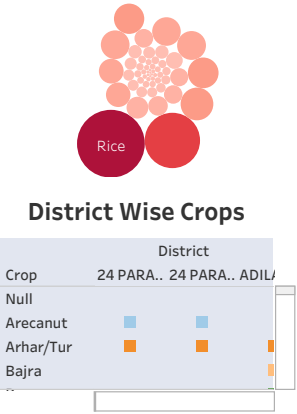 Rice
District Wise Crops
District
Crop 24 PARA.. 24 PARA.. ADILA
Null
Arecanut
Arhar/Tur
Bajra